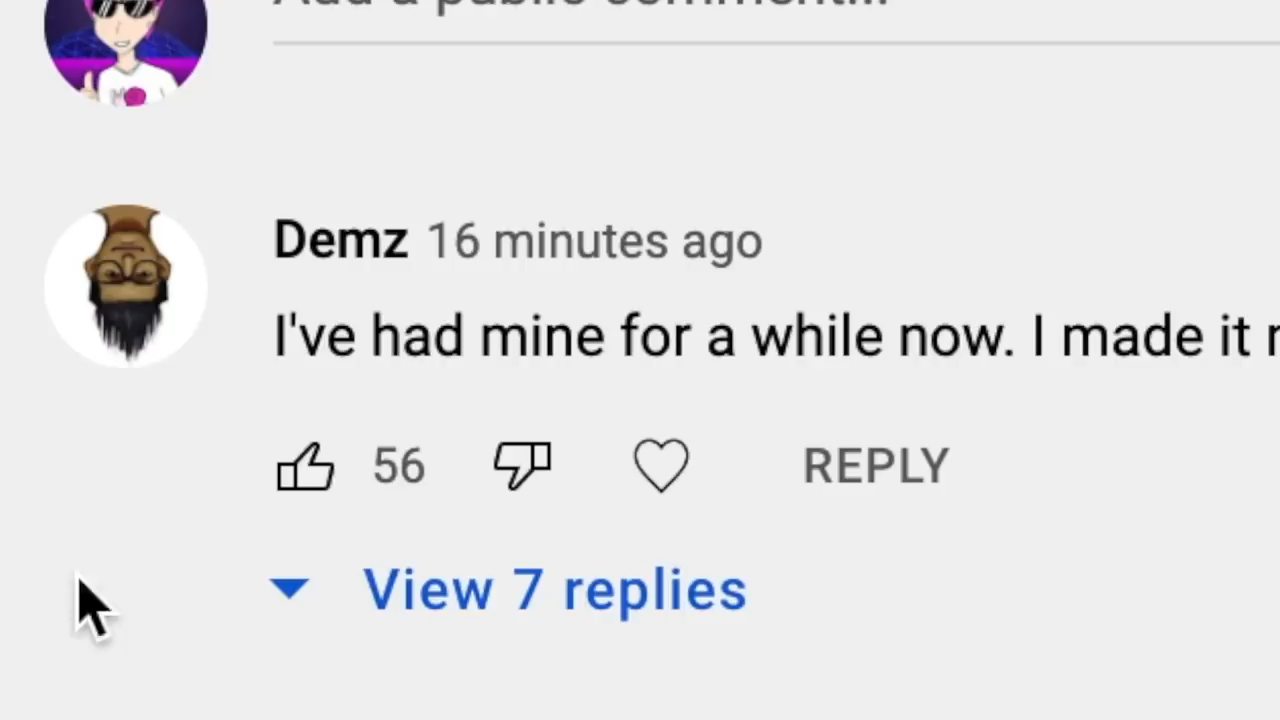 Add a public comment...
Demz 16 minutes ago
I've had mine for a while now. I made it
56 REPLY
View 7 replies